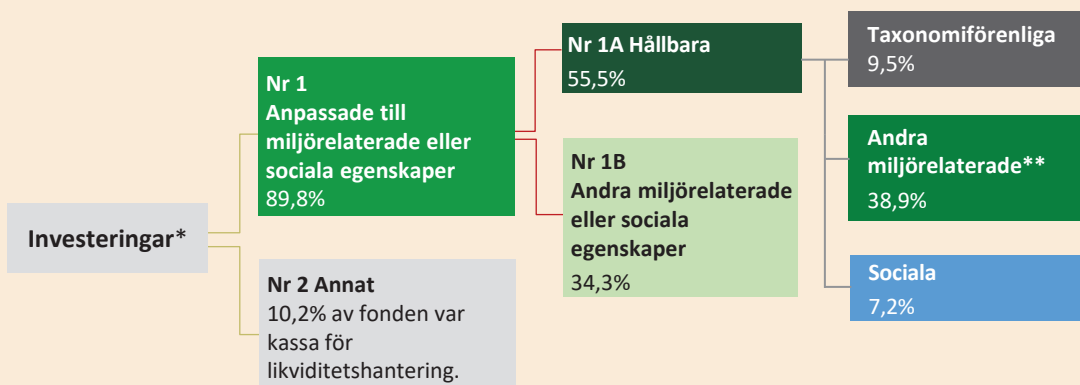 Investeringar*
Nr 1
Anpassade till
miljörelaterade eller
sociala egenskaper
89,8%
Nr 2 Annat
10,2% av fonden var
kassa för
likviditetshantering.
Nr 1A Hållbara
55,5%
Nr 1B
Andra miljörelaterade
eller sociala
egenskaper
34,3%
Taxonomiförenliga
9,5%
Andra
miljörelaterade**
38,9%
Sociala
7,2%